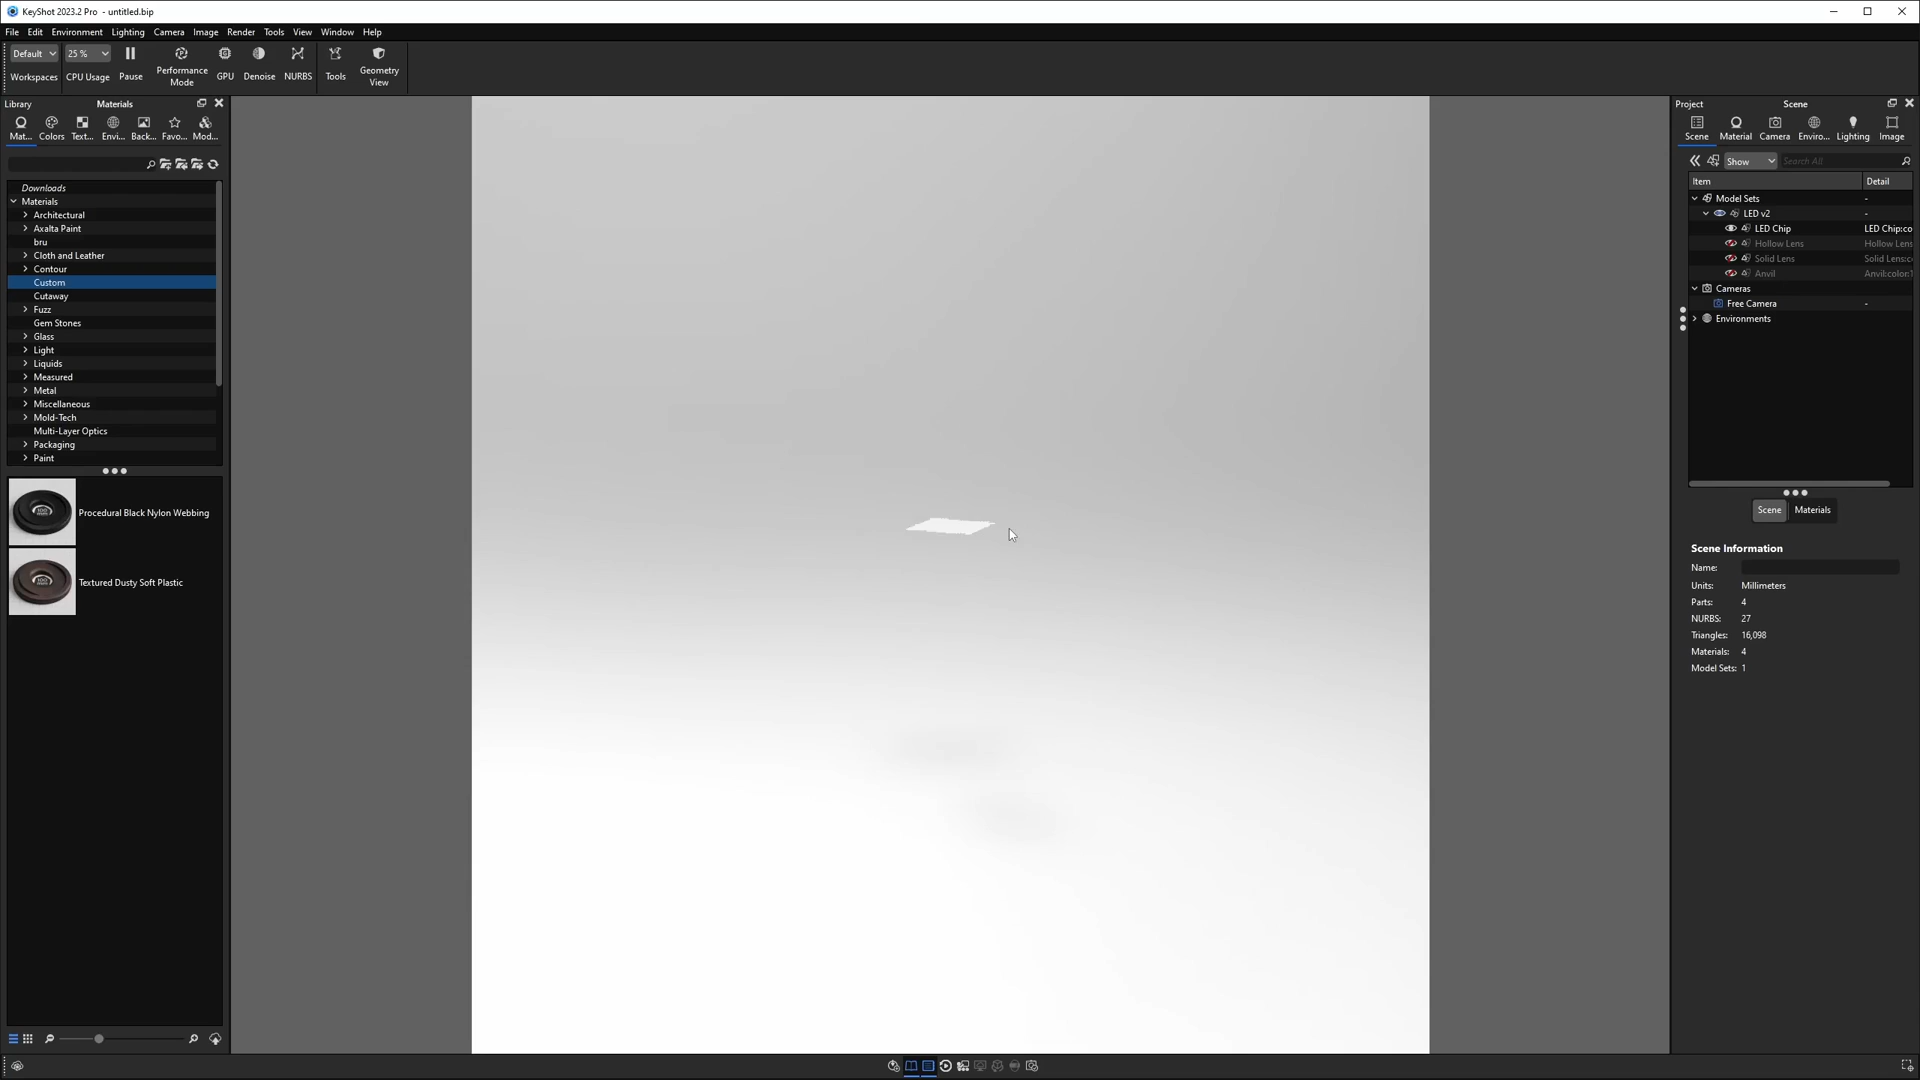 KeyShot 2023.2 Pro - untitled.bip
File Edit Environment Lighting Camera Image Render Tools View Window Help
Default 25 %
Workspaces CPU Usage Pause Performance Mode GPU Denoise NURBS Tools Geometry View
Library Materials
Mat... Colors Text... Envi... Back... Favo... Mod...
Downloads
Materials
Architectural
Axalta Paint
bru
Cloth and Leather
Contour
Custom
Cutaway
Fuzz
Gem Stones
Glass
Light
Liquids
Measured
Metal
Miscellaneous
Mold-Tech
Multi-Layer Optics
Packaging
Paint
Procedural Black Nylon Webbing
Textured Dusty Soft Plastic
Project Scene
Scene Material Camera Enviro... Lighting Image
Show Search All
Item Detail
Model Sets -
LED v2 -
LED Chip LED Chip:co
Hollow Lens Hollow Lens
Solid Lens Solid Lens:c
Anvil Anvil:color:1
Cameras
Free Camera -
Environments
Scene Materials
Scene Information
Name:
Units: Millimeters
Parts: 4
NURBS: 27
Triangles: 16,098
Materials: 4
Model Sets: 1